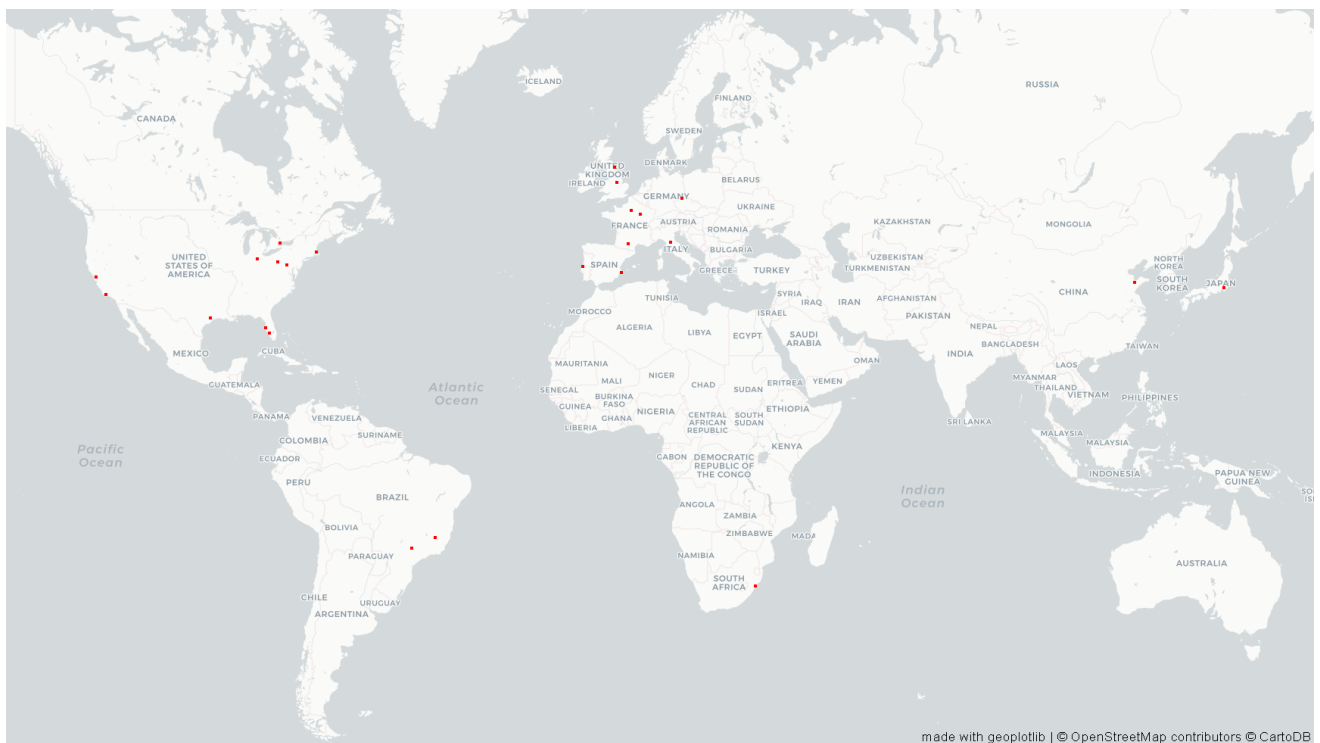 ICELAND
RUSSIA
FINLAND
CANADA
SWEDEN
UNITED
KINGDOM
DENMARK
IRELAND
BELARUS
GERMANY
UKRAINE
FRANCE
AUSTRIA
KAZAKHSTAN
MONGOLIA
ROMANIA
ITALY
BULGARIA
UNITED
STATES OF
AMERICA
SPAIN
GREECE
TURKEY
UZBEKISTAN
TURKMENISTAN
NORTH
KOREA
SOUTH
KOREA
JAPAN
CHINA
TUNISIA
SYRIA
IRAQ
IRAN
AFGHANISTAN
MOROCCO
ISRAEL
PAKISTAN
ALGERIA
LIBYA
EGYPT
SAUDI
ARABIA
NEPAL
BANGLADESH
TAIWAN
MEXICO
CUBA
INDIA
OMAN
MAURITANIA
LAOS
MYANMAR
THAILAND
VIETNAM
PHILIPPINES
GUATEMALA
Atlantic
Ocean
SENEGAL
MALI
NIGER
CHAD
SUDAN
ERITREA
YEMEN
BURKINA
FASO
GUINEA
GHANA
NIGERIA
CENTRAL
AFRICAN
REPUBLIC
SOUTH
SUDAN
ETHIOPIA
LIBERIA
SRI LANKA
PANAMA
VENEZUELA
COLOMBIA
SURINAME
MALAYSIA
MALAYSIA
KENYA
Pacific
Ocean
ECUADOR
GABON
DEMOCRATIC
REPUBLIC OF
THE CONGO
INDONESIA
PAPUA NEW
GUINEA
PERU
BRAZIL
Indian
Ocean
SO
IS
ANGOLA
ZAMBIA
BOLIVIA
ZIMBABWE
MADA
PARAGUAY
NAMIBIA
AUSTRALIA
SOUTH
AFRICA
CHILE
URUGUAY
ARGENTINA
made with geoplotlib | © OpenStreetMap contributors © CartoDB